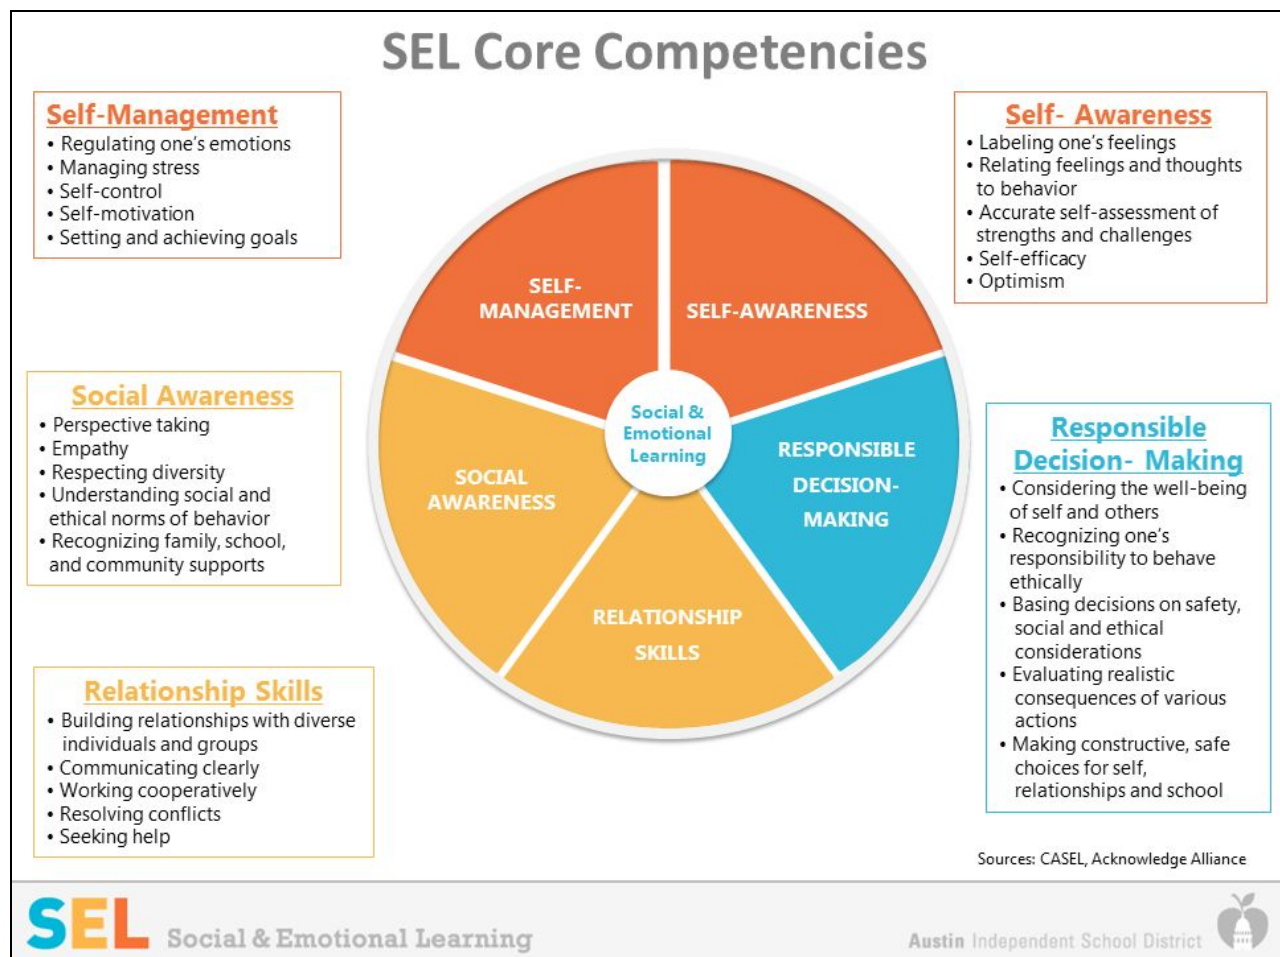 SEL Core Competencies
Self-Management
• Regulating one's emotions
• Managing stress
• Self-control
• Self-motivation
• Setting and achieving goals
Self- Awareness
• Labeling one's feelings
• Relating feelings and thoughts
to behavior
• Accurate self-assessment of
strengths and challenges
• Self-efficacy
• Optimism
SELF-
MANAGEMENT
SELF-AWARENESS
Social &
Emotional
Learning
RESPONSIBLE
DECISION-
MAKING
SOCIAL
AWARENESS
RELATIONSHIP
SKILLS
Social Awareness
• Perspective taking
• Empathy
• Respecting diversity
• Understanding social and
ethical norms of behavior
• Recognizing family, school,
and community supports
Responsible
Decision- Making
• Considering the well-being
of self and others
• Recognizing one's
responsibility to behave
ethically
• Basing decisions on safety,
social and ethical
considerations
• Evaluating realistic
consequences of various
actions
• Making constructive, safe
choices for self,
relationships and school
Relationship Skills
• Building relationships with diverse
individuals and groups
• Communicating clearly
• Working cooperatively
• Resolving conflicts
• Seeking help
Sources: CASEL, Acknowledge Alliance
SEL Social & Emotional Learning
Austin Independent School District